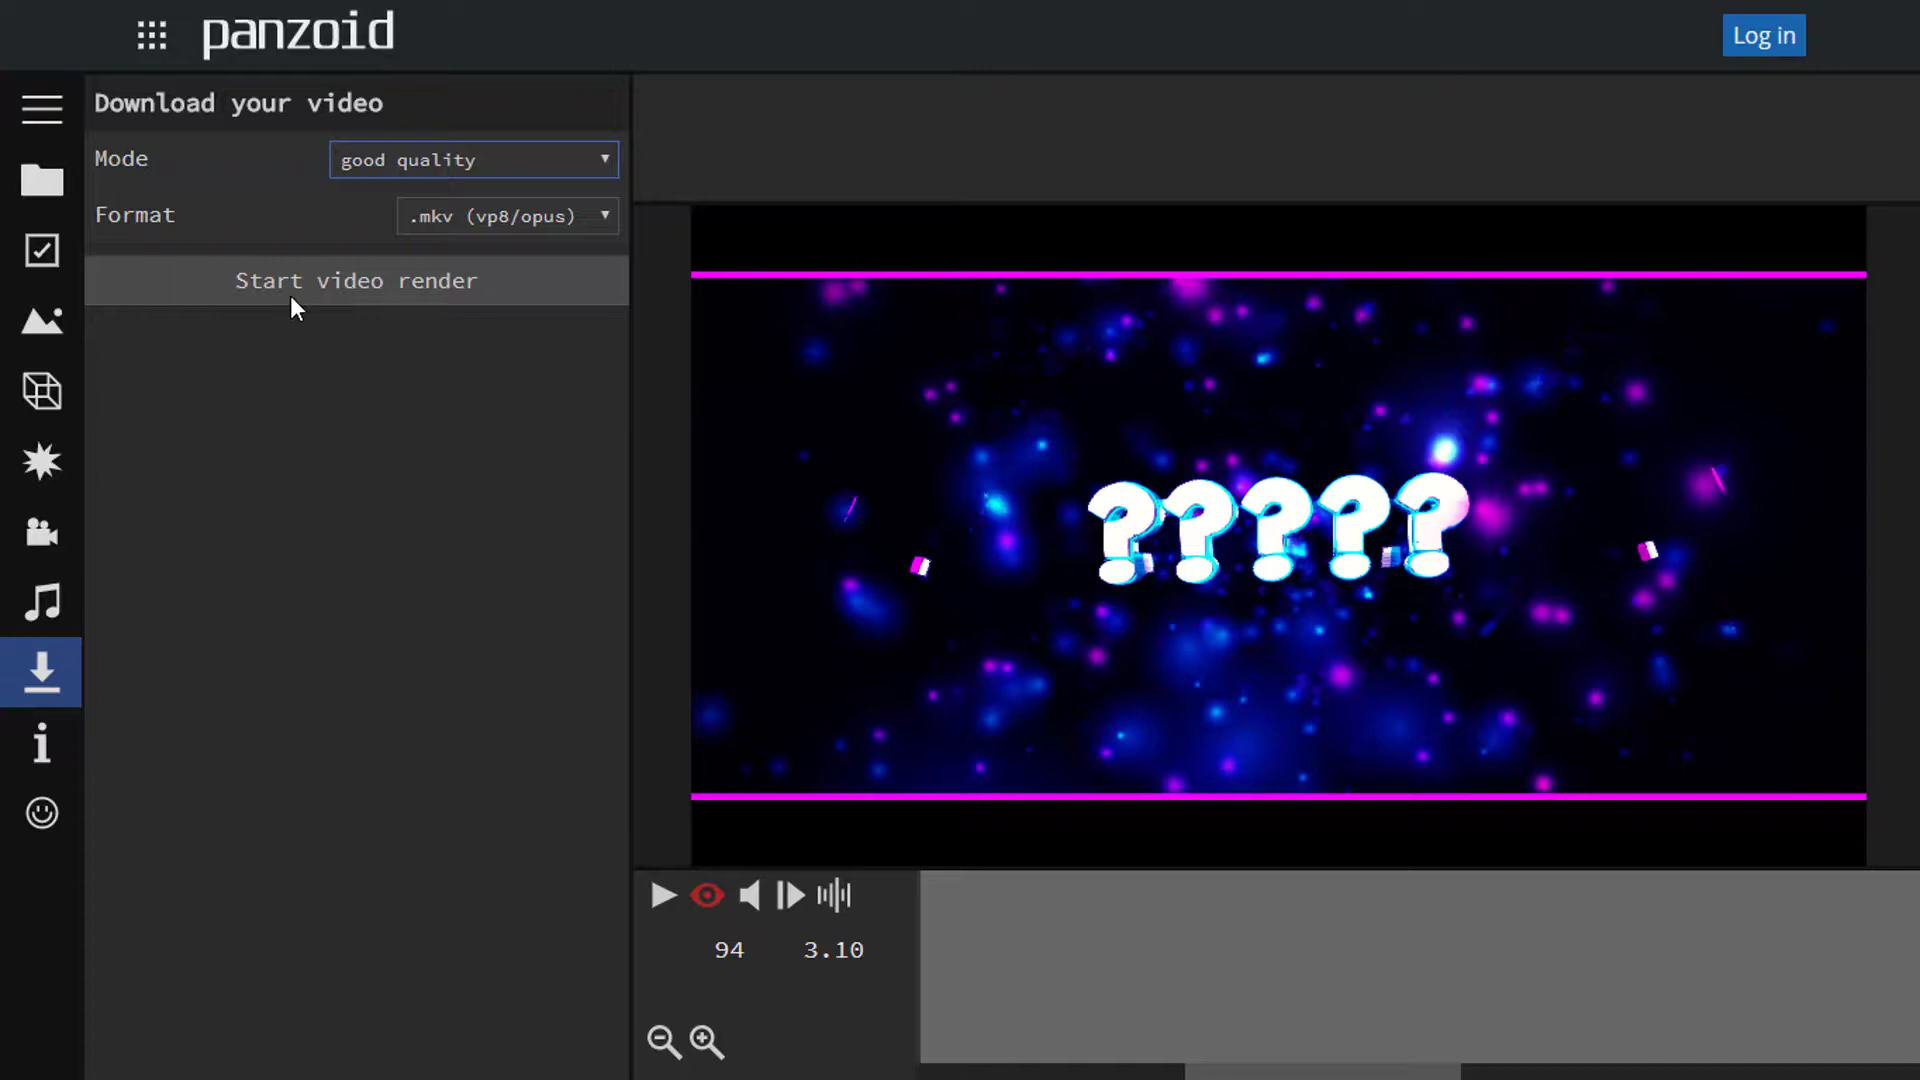 panzoid
Log in
Download your video
Mode
good quality
Format
.mkv (vp8/opus)
Start video render
?????
94
3.10